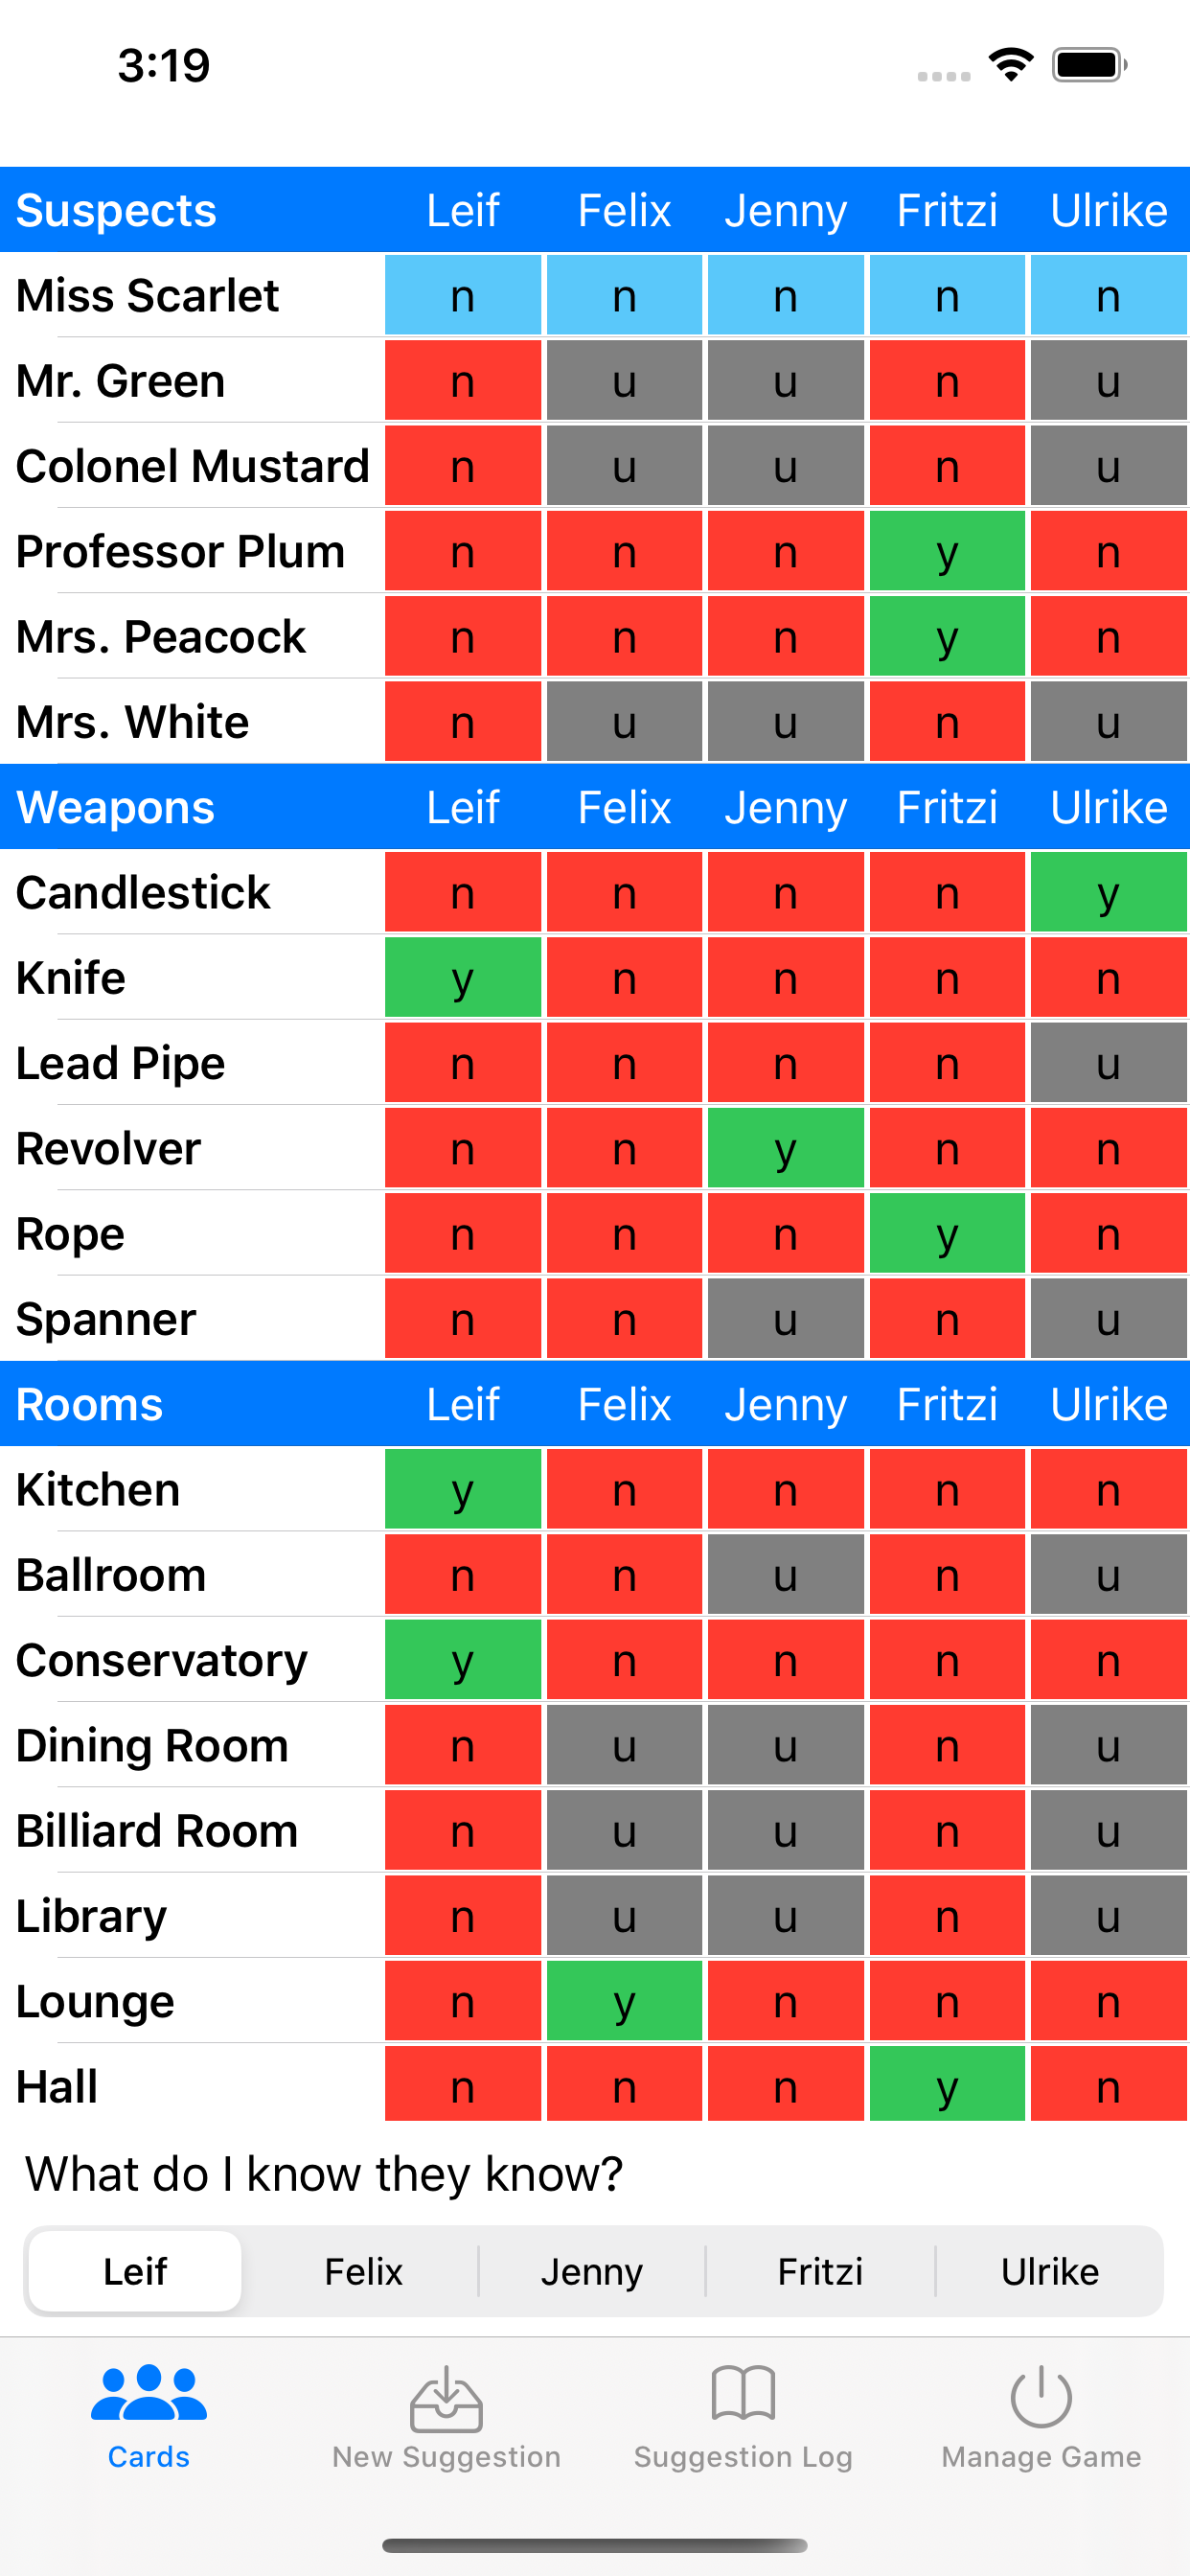 3:19
Suspects Leif Felix Jenny Fritzi Ulrike
Miss Scarlet n n n n n
Mr. Green n u u n u
Colonel Mustard n u u n u
Professor Plum n n n y n
Mrs. Peacock n n n y n
Mrs. White n u u n u
Weapons Leif Felix Jenny Fritzi Ulrike
Candlestick n n n n y
Knife y n n n n
Lead Pipe n n n n u
Revolver n n y n n
Rope n n n y n
Spanner n n u n u
Rooms Leif Felix Jenny Fritzi Ulrike
Kitchen y n n n n
Ballroom n n u n u
Conservatory y n n n n
Dining Room n u u n u
Billiard Room n u u n u
Library n u u n u
Lounge n y n n n
Hall n n n y n
What do I know they know?
Leif Felix Jenny Fritzi Ulrike
Cards New Suggestion Suggestion Log Manage Game